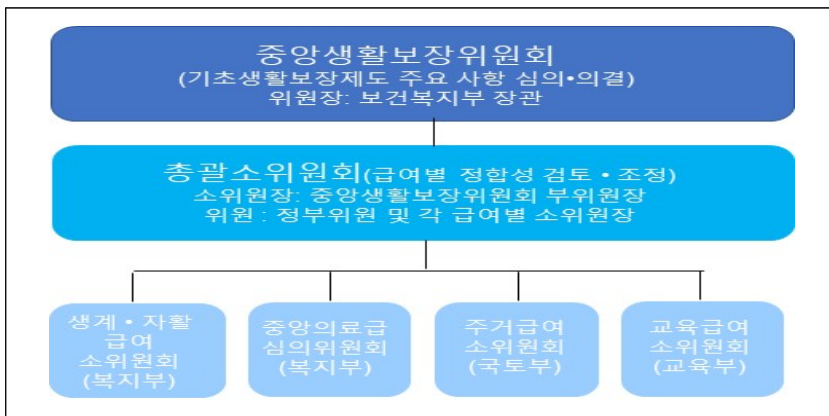 중앙생활보장위원회
(기초생활보장제도 주요 사항 심의•의결)
위원장: 보건복지부 장관
총괄소위원회(급여별 정합성 검토 • 조정)
소위원장: 중앙생활보장위원회 부위원장
위원 : 정부위원 및 각 급여별 소위원장
생계 • 자활
급여
소위원회
(복지부)
중앙의료급
심의위원회
(복지부)
주거급여
소위원회
(국토부)
교육급여
소위원회
(교육부)